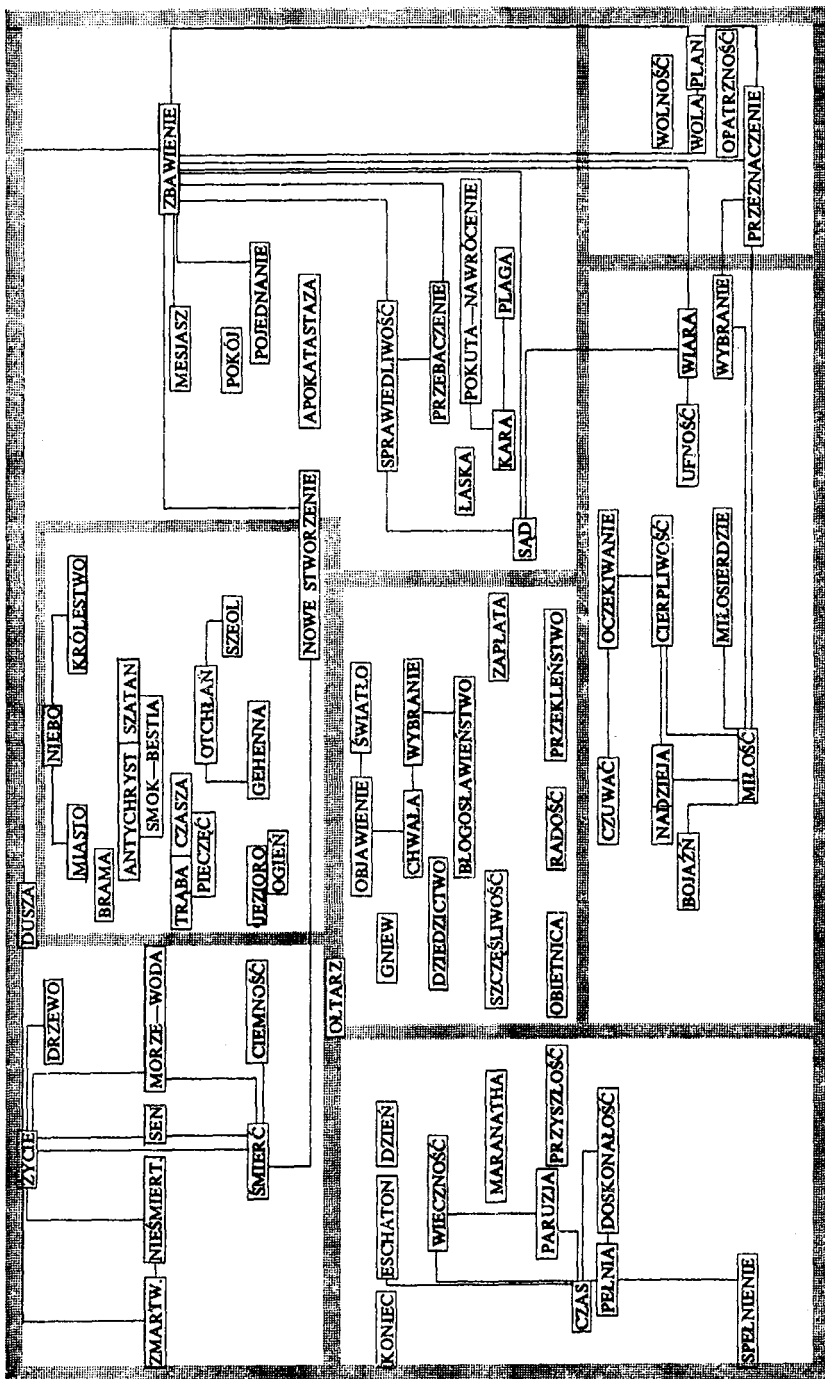 DUSZA
ŻYCIE
DRZEWO
ZMARTW.
NIEŚMIERT.
SEN
MORZE—WODA
ŚMIERĆ
CIEMNOŚĆ
NIEBO
MIASTO
KRÓLESTWO
BRAMA
ANTYCHRYST
SZATAN
SMOK—BESTIA
TRĄBA
CZASZA
PIECZĘĆ
OTCHŁAŃ
SZEOL
JEZIORO
OGIEŃ
GEHENNA
NOWE STWORZENIE
ZBAWIENIE
MESJASZ
POKÓJ
POJEDNANIE
APOKATASTAZA
SPRAWIEDLIWOŚĆ
PRZEBACZENIE
ŁASKA
POKUTA—NAWRÓCENIE
KARA
PLAGA
SĄD
OŁTARZ
KONIEC
ESCHATON
DZIEŃ
WIECZNOŚĆ
MARANATHA
PARUZJA
PRZYSZŁOŚĆ
CZAS
PEŁNIA
DOSKONAŁOŚĆ
SPEŁNIENIE
OBJAWIENIE
ŚWIATŁO
GNIEW
CHWAŁA
WYBRANIE
DZIEDZICTWO
BŁOGOSŁAWIEŃSTWO
SZCZĘŚLIWOŚĆ
ZAPŁATA
OBIETNICA
RADOŚĆ
PRZEKLEŃSTWO
CZUWAĆ
OCZEKIWANIE
NADZIEJA
CIERPLIWOŚĆ
BOJAŹŃ
UFNOŚĆ
WIARA
MIŁOŚĆ
MIŁOSIERDZIE
WYBRANIE
WOLNOŚĆ
WOLA
PLAN
OPATRZNOŚĆ
PRZEZNACZENIE